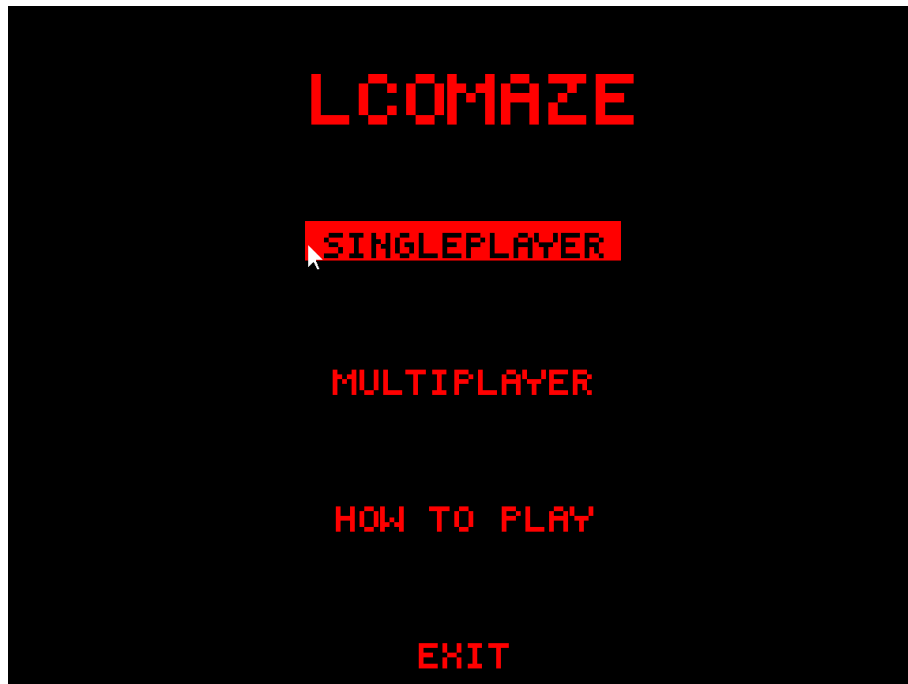 LCOMAZE
SINGLEPLAYER
MULTIPLAYER
HOW TO PLAY
EXIT